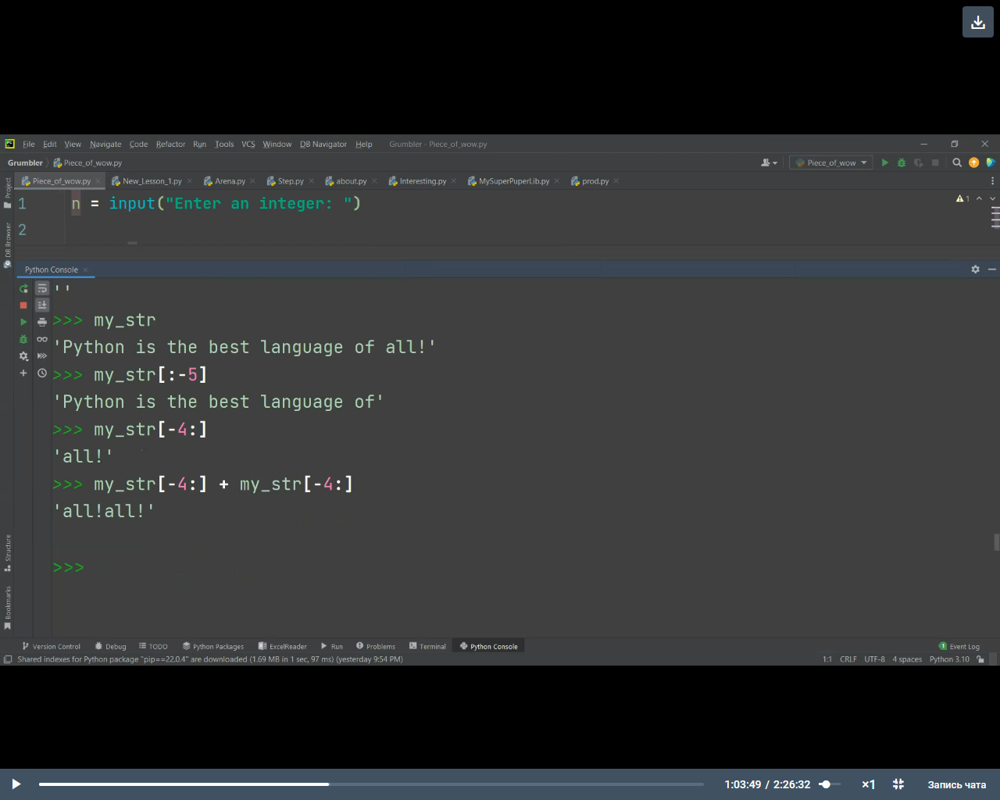 File Edit View Navigate Code Refactor Run Tools VCS Window DB Navigator Help Grumbler - Piece_of_wow.py
Grumbler Piece_of_wow.py Piece_of_wow
Piece_of_wow.py New_Lesson_1.py Arena.py Step.py about.py Interesting.py MySuperPuperLib.py prod.py
Project
DB Browser
1 n = input("Enter an integer: ")
1
2
Python Console
''
>>> my_str
'Python is the best language of all!'
>>> my_str[:-5]
'Python is the best language of'
>>> my_str[-4:]
'all!'
>>> my_str[-4:] + my_str[-4:]
'all!all!'
>>>
Structure
Bookmarks
Version Control Debug TODO Python Packages ExcelReader Run Problems Terminal Python Console 1 Event Log
Shared indexes for Python package "pip==22.0.4" are downloaded (1.69 MB in 1 sec, 97 ms) (yesterday 9:54 PM) 1:1 CRLF UTF-8 4 spaces Python 3.10
1:03:49 / 2:26:32 ×1 Запись чата